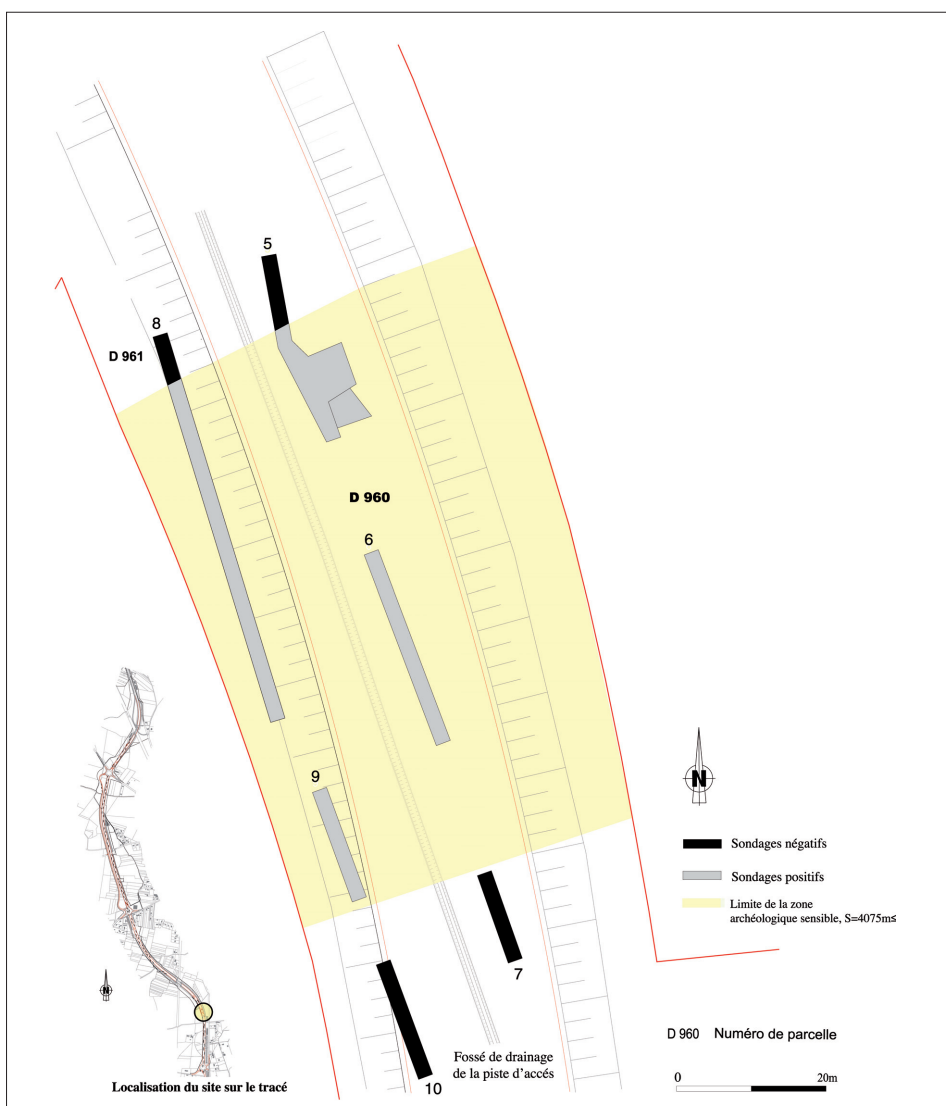 5
8
D 961
D 960
6
9
N
Sondages négatifs
Sondages positifs
Limite de la zone
archéologique sensible, S=4075m≤
7
N
D 960 Numéro de parcelle
Fossé de drainage
de la piste d'accés
Localisation du site sur le tracé
10
0 20m